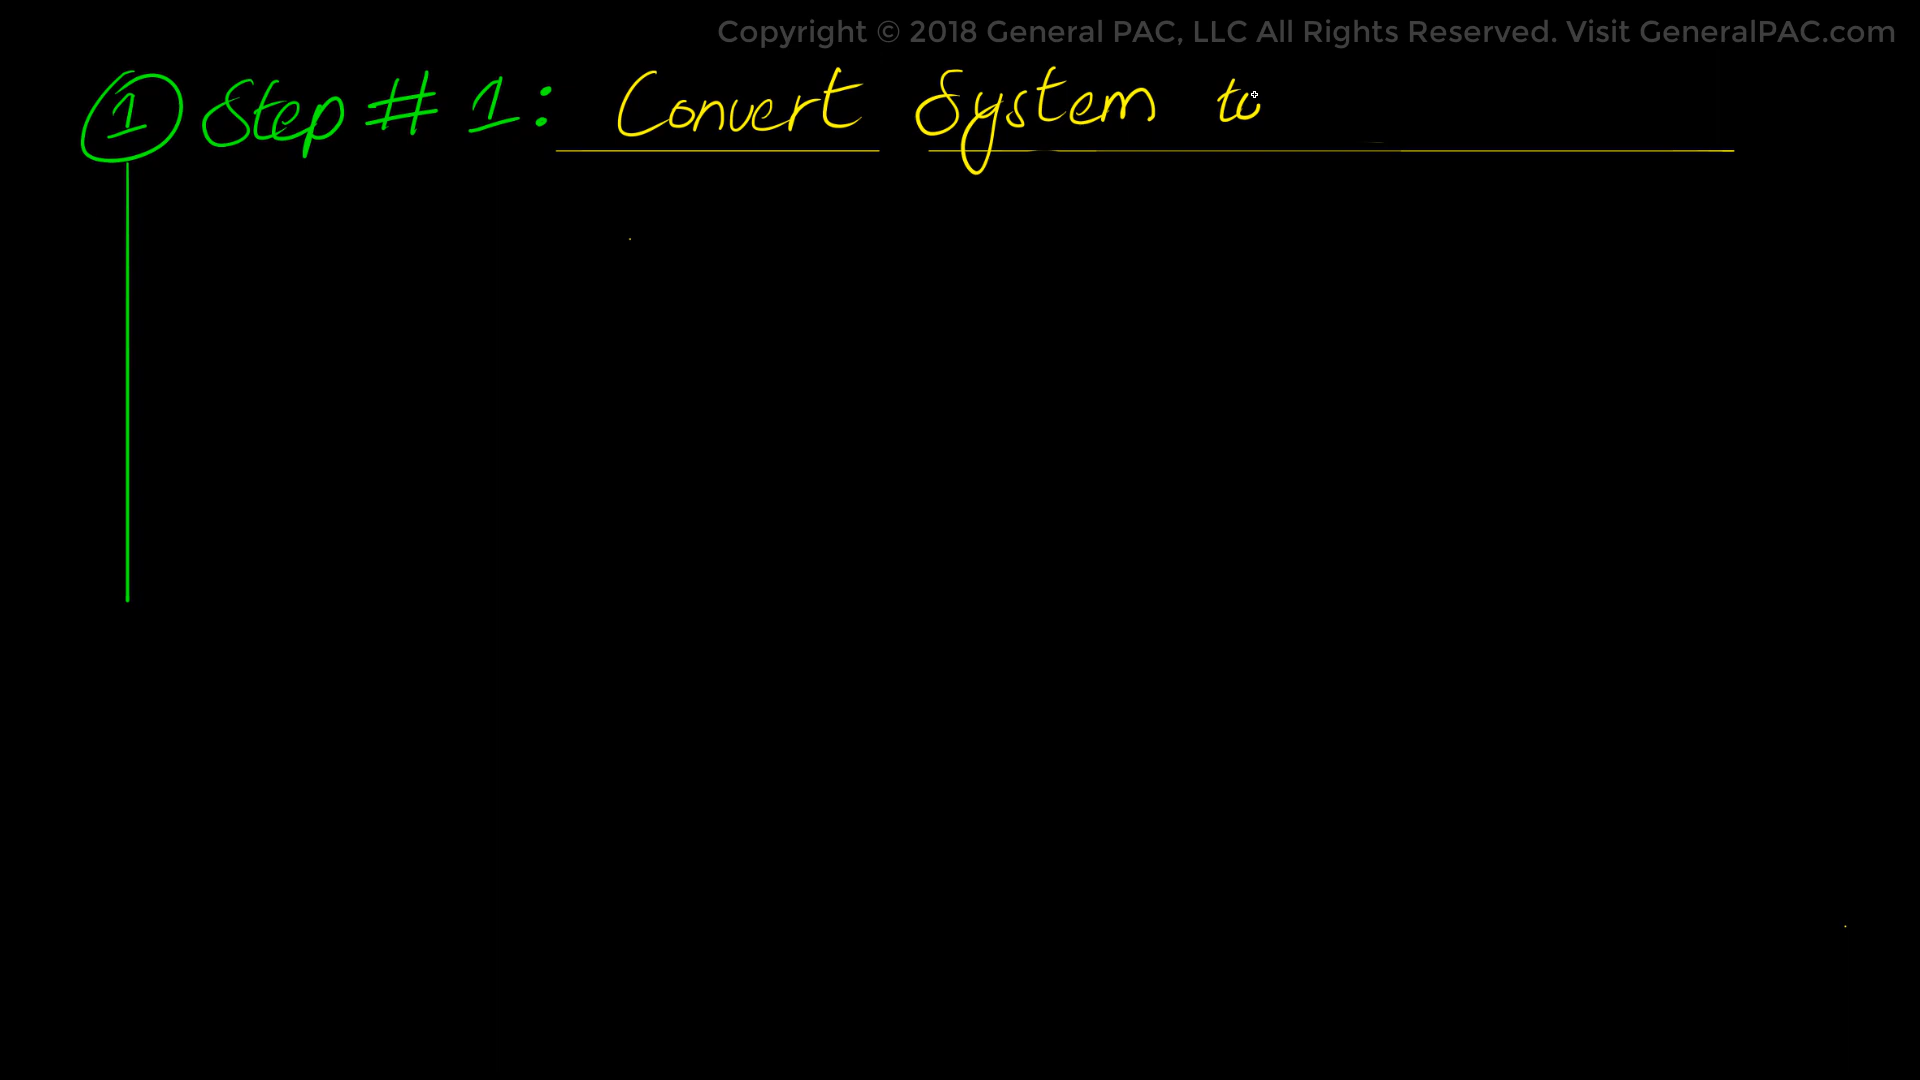 Copyright © 2018 General PAC, LLC All Rights Reserved. Visit GeneralPAC.com
1 Step # 1: Convert System to